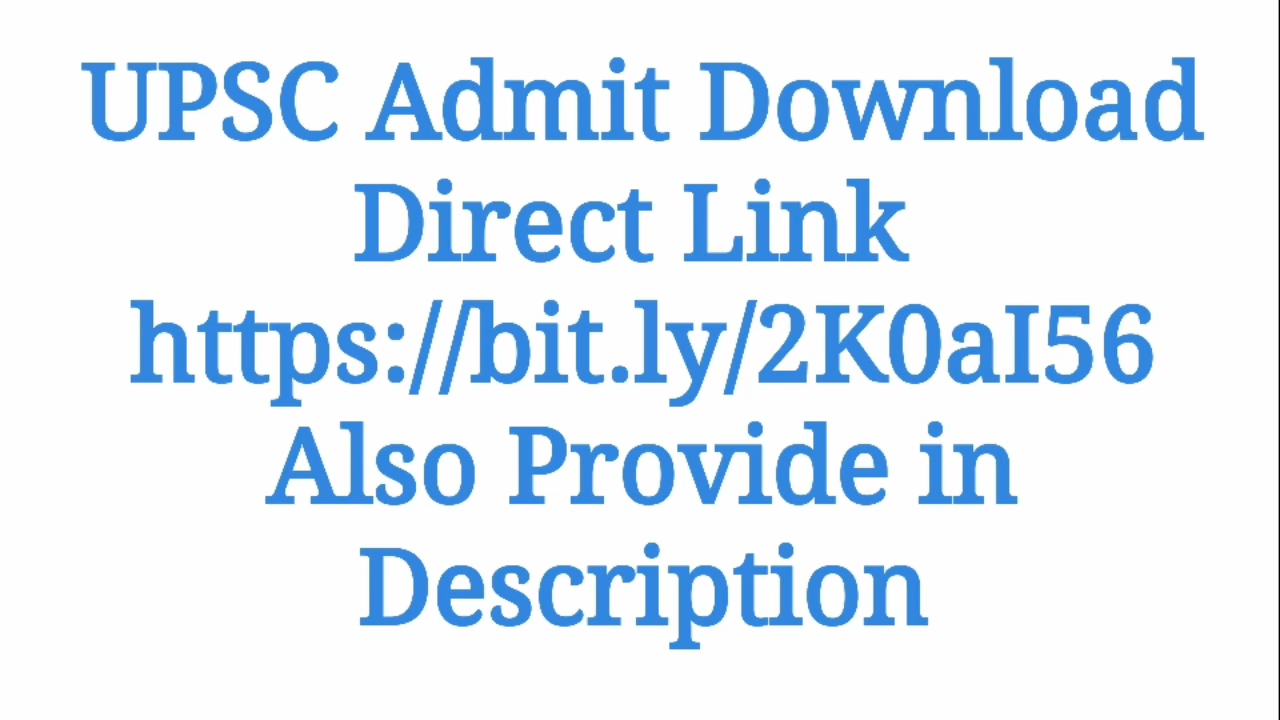 UPSC Admit Download
Direct Link
https://bit.ly/2K0aI56
Also Provide in
Description